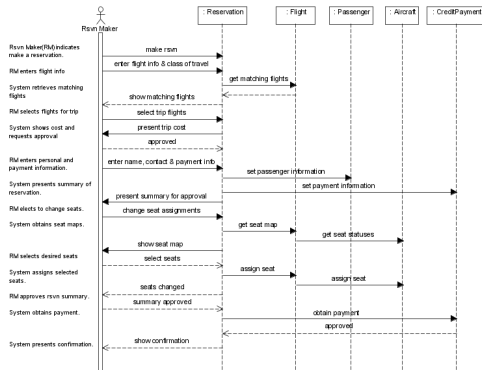 : Reservation
: Flight
: Passenger
: Aircraft
: CreditPayment
Rsvn Maker
Rsvn Maker(RM)indicates
make a reservation.
make rsvn
RM enters flight info
enter flight info & class of travel
System retrieves matching
flights
get matching flights
show matching flights
RM selects flights for trip
select trip flights
System shows cost and
requests approval
present trip cost
approved
RM enters personal and
payment information.
enter name, contact & payment info
set passenger information
System presents summary of
reservation.
set payment information
present summary for approval
RM elects to change seats.
change seat assignments
System obtains seat maps.
get seat map
get seat statuses
show seat map
RM selects desired seats
select seats
System assigns selected
seats.
assign seat
assign seat
seats changed
RM approves rsvn summary.
summary approved
System obtains payment.
obtain payment
approved
System presents confirmation.
show confirmation